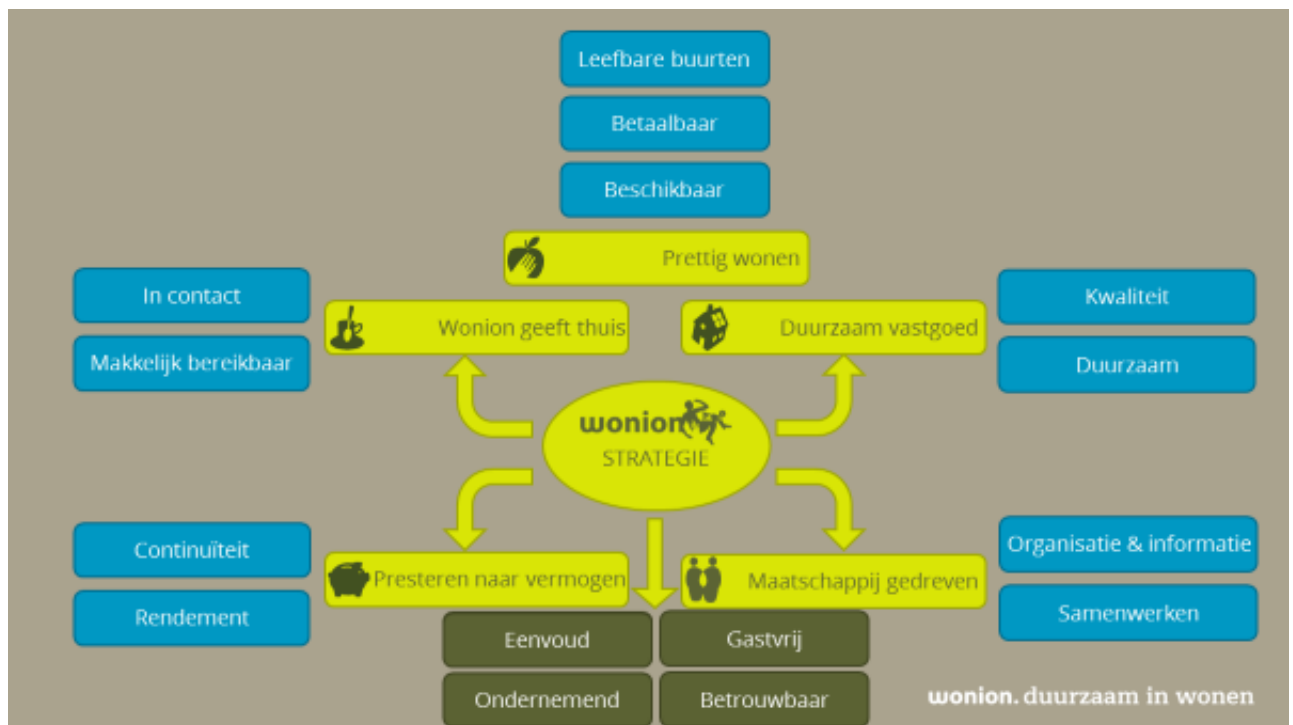 Leefbare buurten
Betaalbaar
Beschikbaar
Prettig wonen
In contact
Makkelijk bereikbaar
Wonion geeft thuis
Duurzaam vastgoed
Kwaliteit
Duurzaam
wonion
STRATEGIE
Continuïteit
Rendement
Presteren naar vermogen
Maatschappij gedreven
Organisatie & informatie
Samenwerken
Eenvoud
Gastvrij
Ondernemend
Betrouwbaar
wonion. duurzaam in wonen